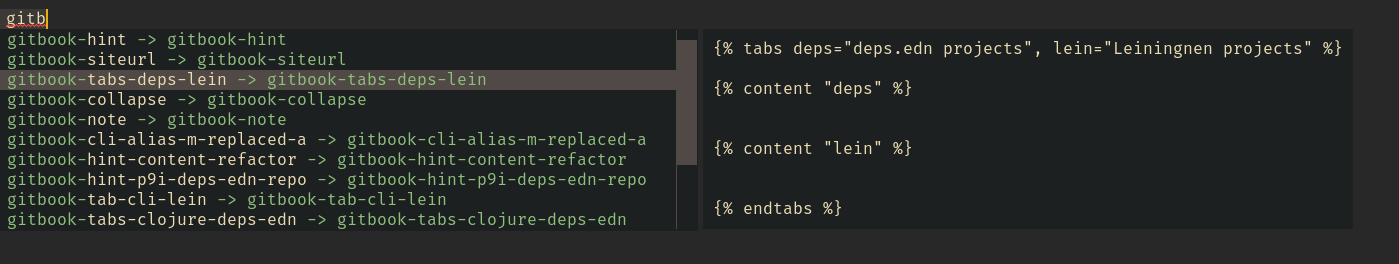 gitb
gitbook-hint -> gitbook-hint
gitbook-siteurl -> gitbook-siteurl
gitbook-tabs-deps-lein -> gitbook-tabs-deps-lein
gitbook-collapse -> gitbook-collapse
gitbook-note -> gitbook-note
gitbook-cli-alias-m-replaced-a -> gitbook-cli-alias-m-replaced-a
gitbook-hint-content-refactor -> gitbook-hint-content-refactor
gitbook-hint-p9i-deps-edn-repo -> gitbook-hint-p9i-deps-edn-repo
gitbook-tab-cli-lein -> gitbook-tab-cli-lein
gitbook-tabs-clojure-deps-edn -> gitbook-tabs-clojure-deps-edn
{% tabs deps="deps.edn projects", lein="Leiningnen projects" %}
{% content "deps" %}
{% content "lein" %}
{% endtabs %}